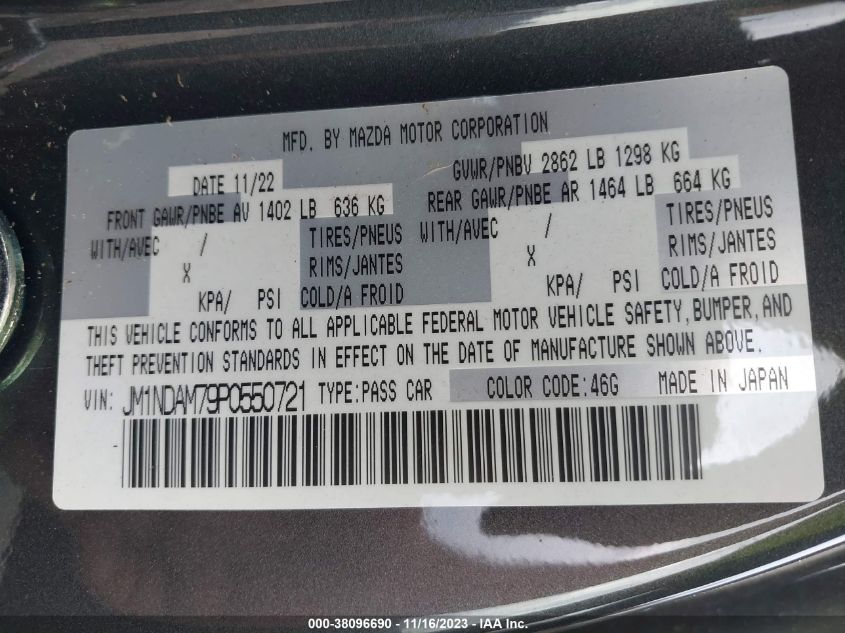 MFD. BY MAZDA MOTOR CORPORATION
DATE 11/22 GVWR/PNBV 2862 LB 1298 KG
FRONT GAWR/PNBE AV 1402 LB 636 KG REAR GAWR/PNBE AR 1464 LB 664 KG
WITH/AVEC / TIRES/PNEUS WITH/AVEC / TIRES/PNEUS
X RIMS/JANTES X RIMS/JANTES
KPA/ PSI COLD/A FROID KPA/ PSI COLD/A FROID
THIS VEHICLE CONFORMS TO ALL APPLICABLE FEDERAL MOTOR VEHICLE SAFETY, BUMPER, AND
THEFT PREVENTION STANDARDS IN EFFECT ON THE DATE OF MANUFACTURE SHOWN ABOVE.
VIN: JM1NDAM79P0550721 TYPE: PASS CAR COLOR CODE: 46G MADE IN JAPAN
000-38096690 - 11/16/2023 - IAA Inc.